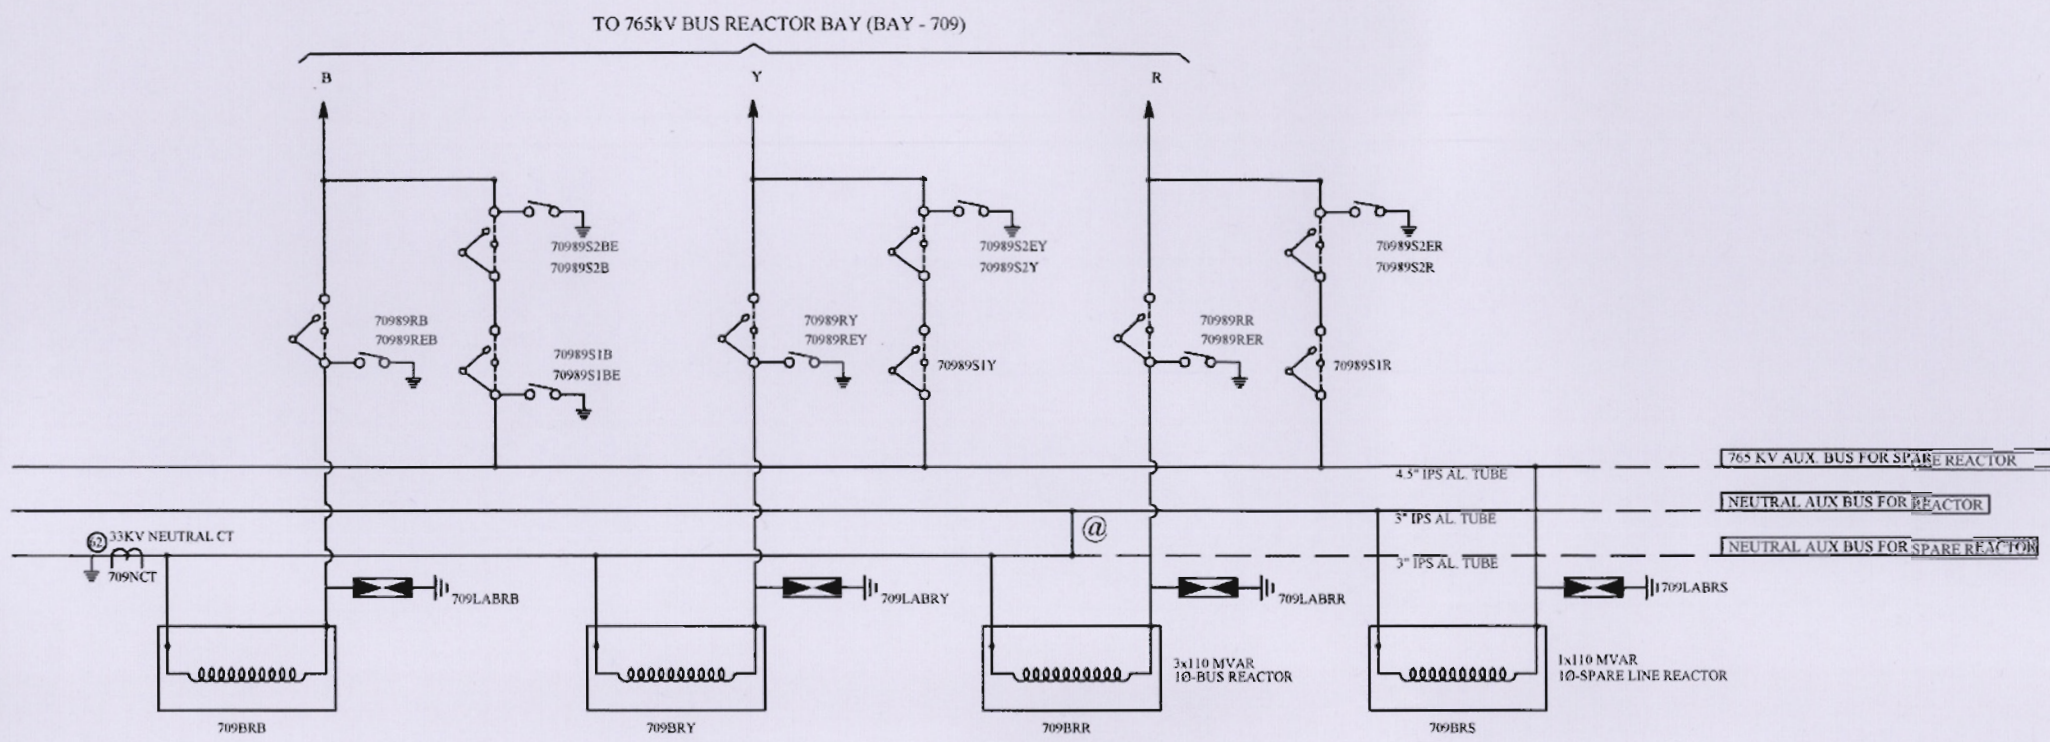 TO 765kV BUS REACTOR BAY (BAY - 709)
B
Y
R
70989S2BE
70989S2B
70989S2EY
70989S2Y
70989S2ER
70989S2R
70989RB
70989REB
70989S1B
70989S1BE
70989RY
70989REY
70989S1Y
70989RR
70989RER
70989S1R
4.5" IPS AL. TUBE
765 KV AUX. BUS FOR SPARE REACTOR
3" IPS AL. TUBE
NEUTRAL AUX BUS FOR REACTOR
@
62
33KV NEUTRAL CT
709NCT
3" IPS AL. TUBE
NEUTRAL AUX BUS FOR SPARE REACTOR
709LABRB
709LABRY
709LABRR
709LABRS
3x110 MVAR
1Ø-BUS REACTOR
1x110 MVAR
1Ø-SPARE LINE REACTOR
709BRB
709BRY
709BRR
709BRS